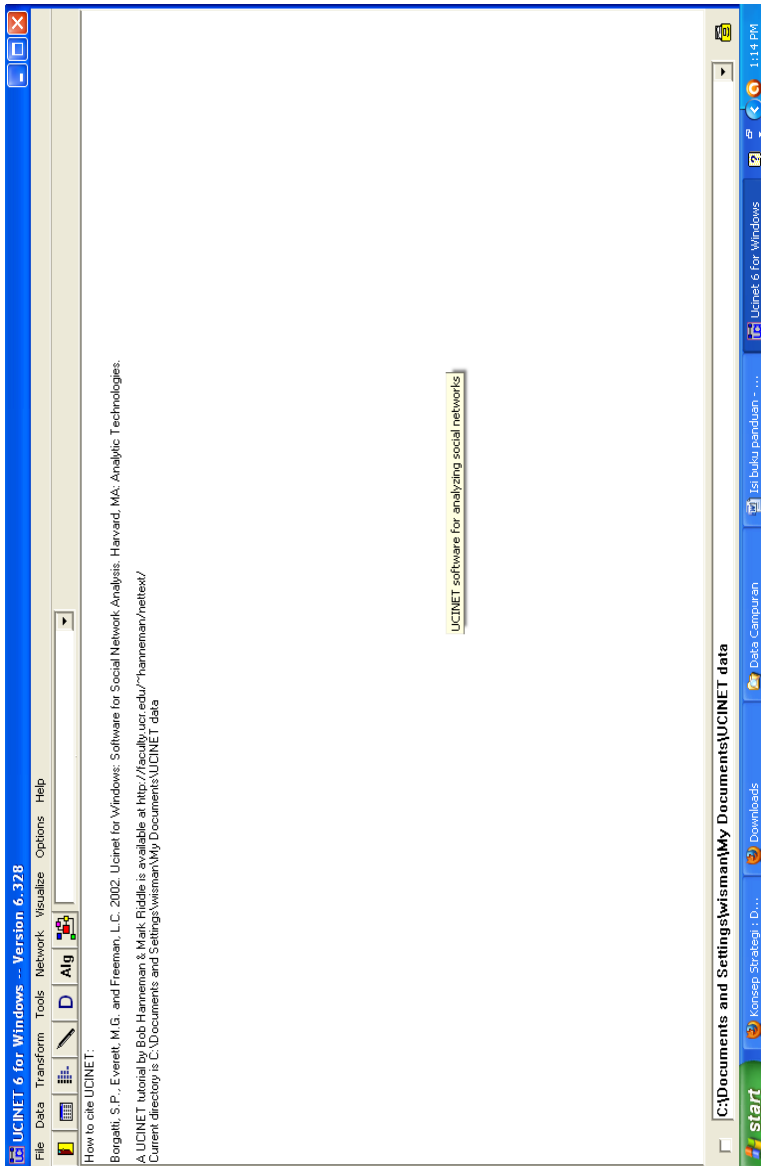 UCINET 6 for Windows -- Version 6.328
File Data Transform Tools Network Visualize Options Help
D Alg
How to cite UCINET:
Borgatti, S.P., Everett, M.G. and Freeman, L.C. 2002. Ucinet for Windows: Software for Social Network Analysis. Harvard, MA: Analytic Technologies.
A UCINET tutorial by Bob Hanneman & Mark Riddle is available at http://faculty.ucr.edu/~hanneman/nettext/
Current directory is C:\Documents and Settings\wisman\My Documents\UCINET data
UCINET software for analyzing social networks
C:\Documents and Settings\wisman\My Documents\UCINET data
start Konsep Strategi : D... Downloads Data Campuran Isi buku panduan - ... Ucinet 6 for Windows 1:14 PM